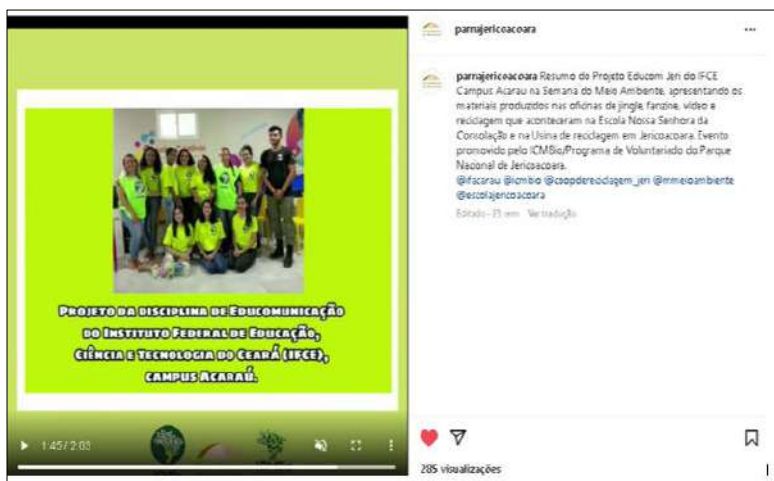 parnajericoacoara
parnajericoacoara Resumo do Projeto Educom Jeri do IFCE
Campus Acarau na Semana do Meio Ambiente, apresentando os
materiais produzidos nas oficinas de jingle, fanzine, vídeo e
reciclagem que aconteceram na Escola Nossa Senhora da
Consolação e na Usina de reciclagem em Jericoacoara. Evento
promovido pelo ICMBio/Programa de Voluntariado do Parque
Nacional de Jericoacoara.
@ifacarau @icmbio @coopdereciclagem_jeri @mmeioambiente
@escolajericoacoara
Editado · sem Ver tradução
Projeto da disciplina de Educomunicação
do Instituto Federal de Educação,
Ciência e Tecnologia do Ceará (IFCE),
campus Acaraú.
1:45 / 2:03
285 visualizações